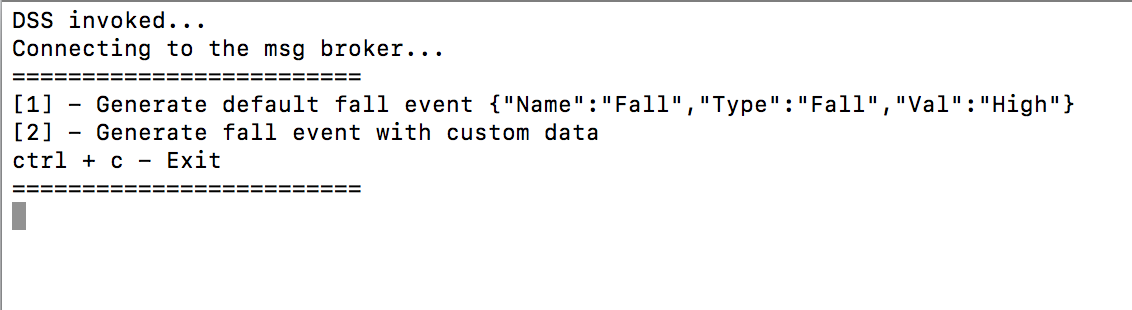 DSS invoked...
Connecting to the msg broker...
=========================
[1] – Generate default fall event {"Name":"Fall","Type":"Fall","Val":"High"}
[2] – Generate fall event with custom data
ctrl + c – Exit
=========================